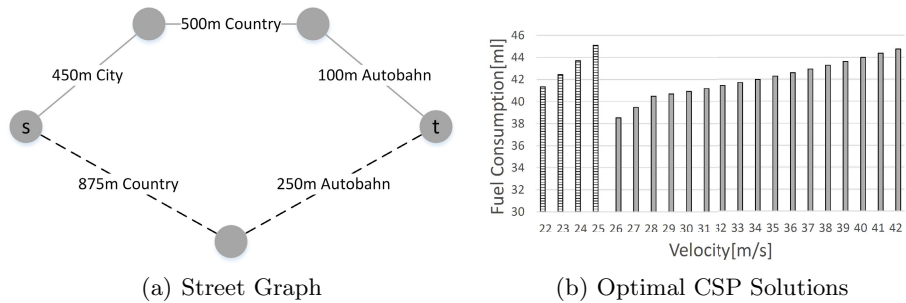 500m Country
450m City
100m Autobahn
s
t
875m Country
250m Autobahn
(a) Street Graph
Fuel Consumption[ml]
46
44
42
40
38
36
34
32
30
22 23 24 25 26 27 28 29 30 31 32 33 34 35 36 37 38 39 40 41 42
Velocity[m/s]
(b) Optimal CSP Solutions